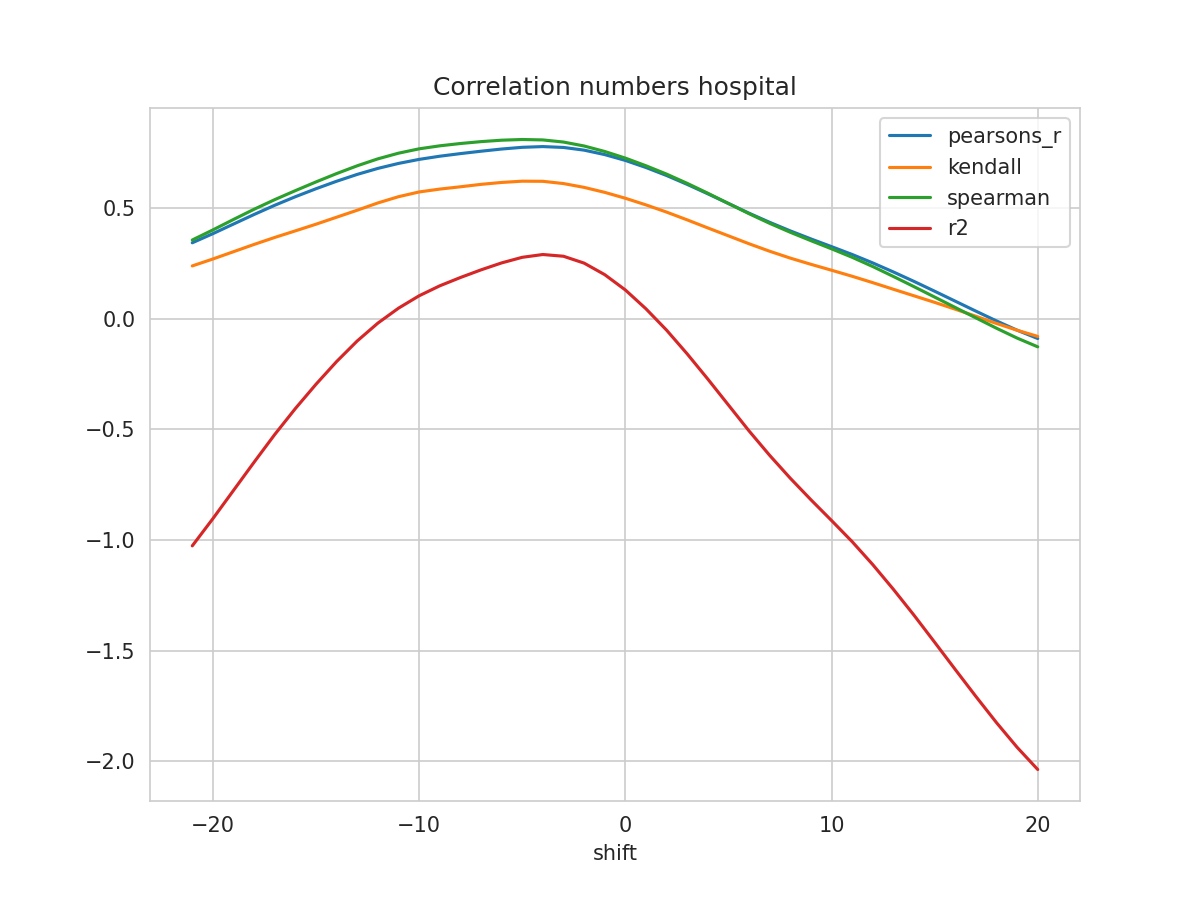 Correlation numbers hospital
pearsons_r
kendall
spearman
r2
0.5
0.0
−0.5
−1.0
−1.5
−2.0
−20 −10 0 10 20
shift